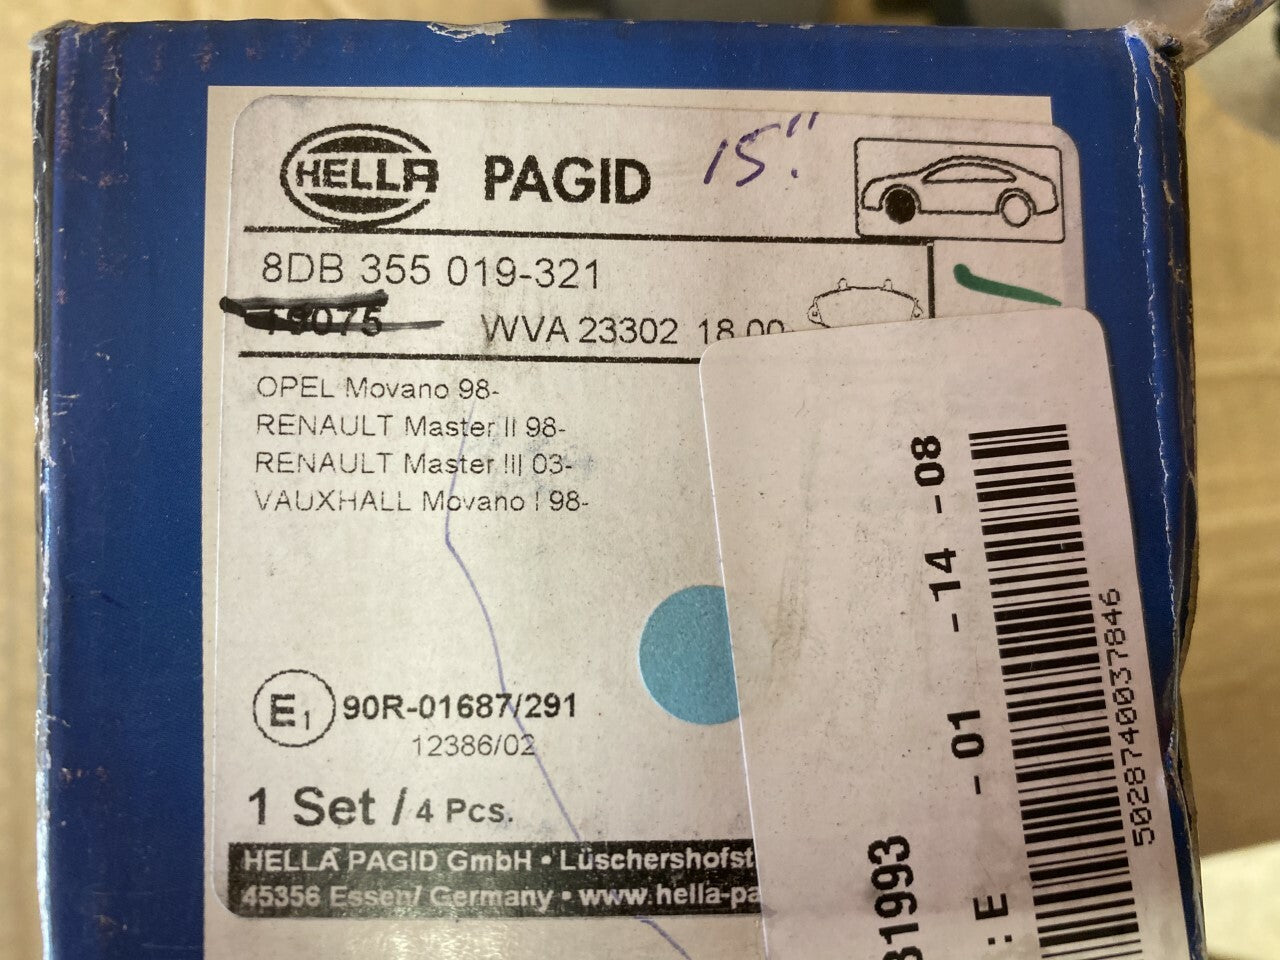 HELLA PAGID 15"
8DB 355 019-321
19075 WVA 23302 18.00
OPEL Movano 98-
RENAULT Master II 98-
RENAULT Master III 03-
VAUXHALL Movano I 98-
E1 90R-01687/291
12386/02
1 Set / 4 Pcs.
HELLA PAGID GmbH • Lüschershofst
45356 Essen/ Germany • www.hella-pa
31993
: E -01 -14 -08
5028740037846